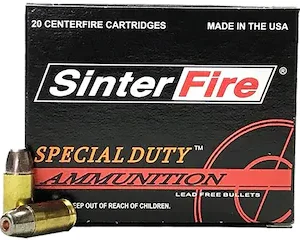 20 CENTERFIRE CARTRIDGES MADE IN THE USA
SinterFire®
SPECIAL DUTY™
AMMUNITION
LEAD FREE BULLETS
KEEP OUT OF REACH OF CHILDREN.